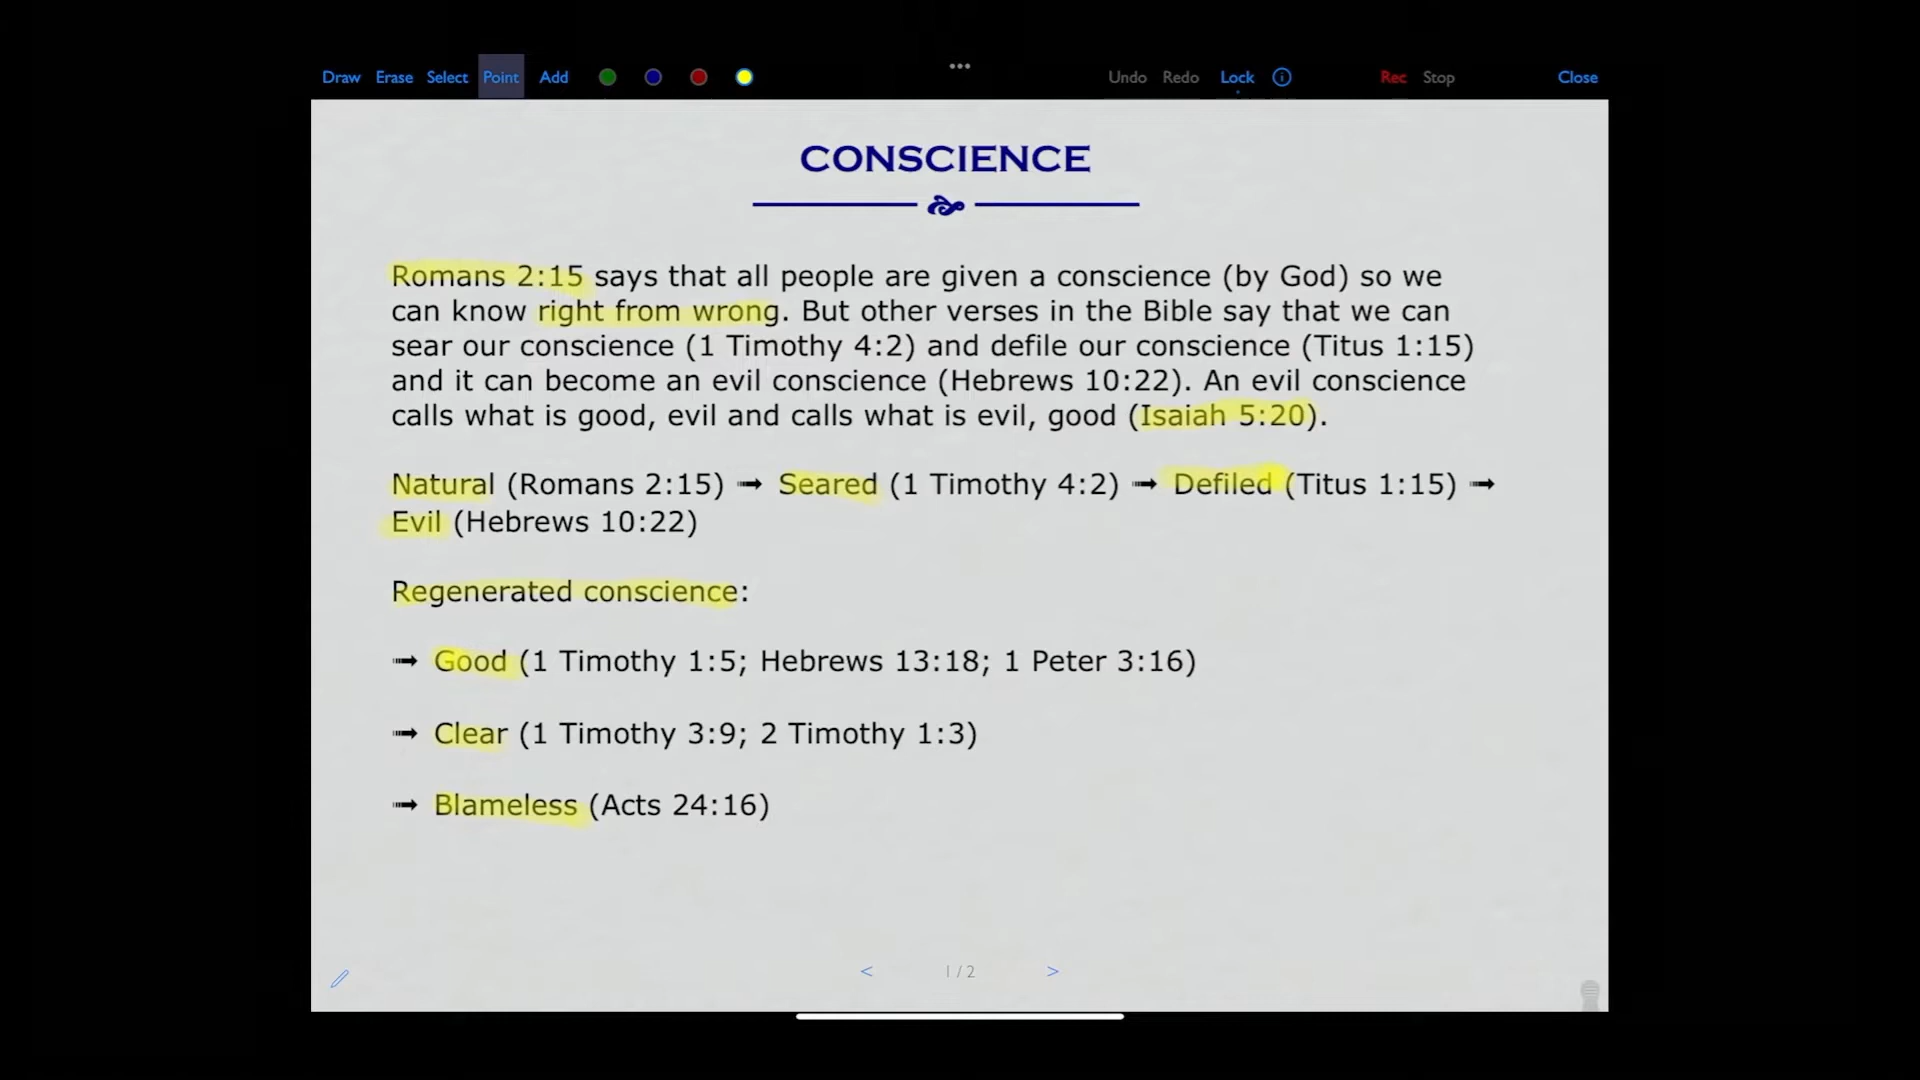 Draw Erase Select Point Add ••• Undo Redo Lock Rec Stop Close
CONSCIENCE
Romans 2:15 says that all people are given a conscience (by God) so we
can know right from wrong. But other verses in the Bible say that we can
sear our conscience (1 Timothy 4:2) and defile our conscience (Titus 1:15)
and it can become an evil conscience (Hebrews 10:22). An evil conscience
calls what is good, evil and calls what is evil, good (Isaiah 5:20).
Natural (Romans 2:15) ➟ Seared (1 Timothy 4:2) ➟ Defiled (Titus 1:15) ➟
Evil (Hebrews 10:22)
Regenerated conscience:
➟ Good (1 Timothy 1:5; Hebrews 13:18; 1 Peter 3:16)
➟ Clear (1 Timothy 3:9; 2 Timothy 1:3)
➟ Blameless (Acts 24:16)
< 1 / 2 >